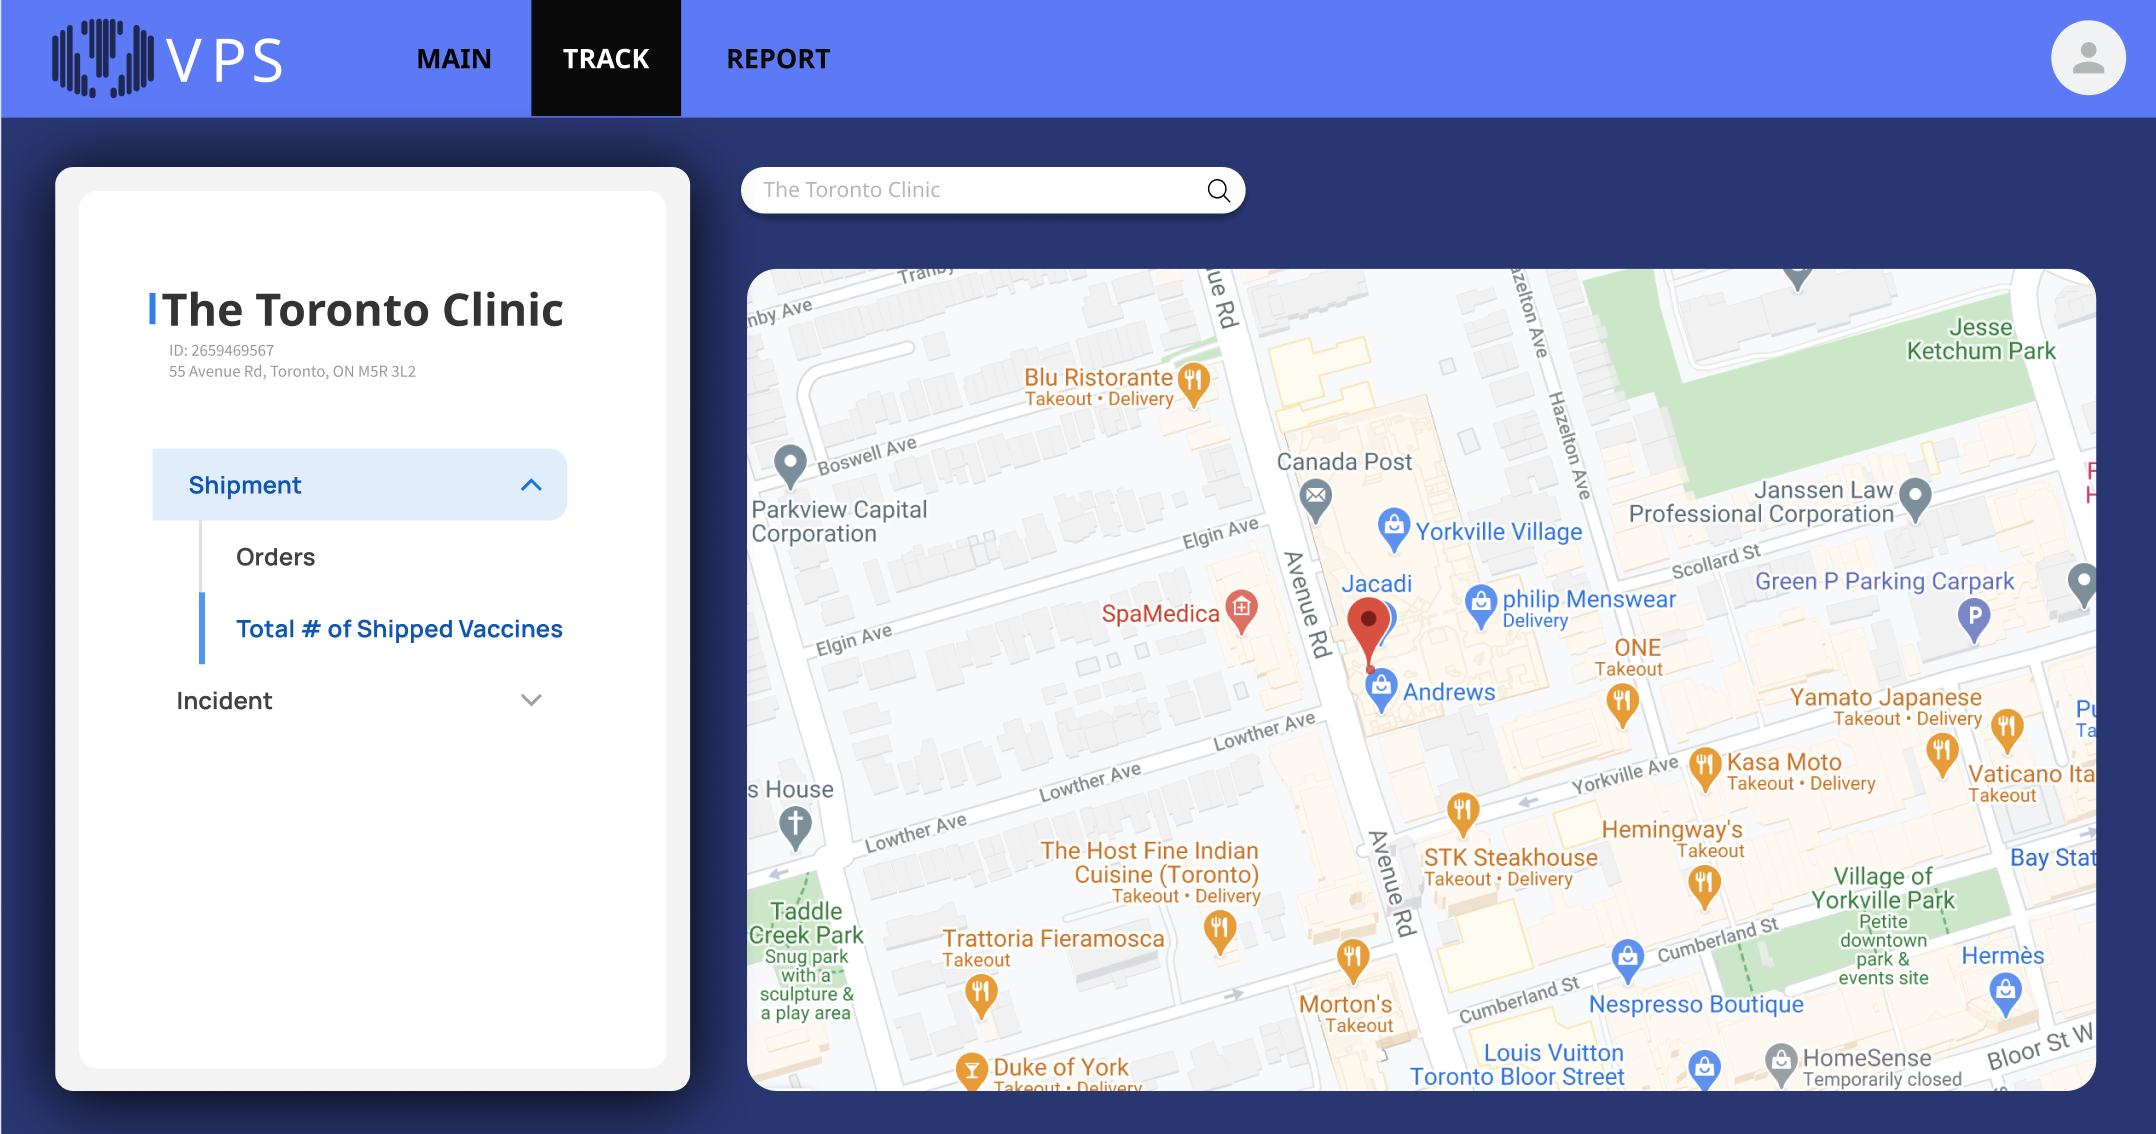 VPS
MAIN
TRACK
REPORT
The Toronto Clinic
ID: 2659469567
55 Avenue Rd, Toronto, ON M5R 3L2
Shipment
Orders
Total # of Shipped Vaccines
Incident
The Toronto Clinic
Jesse
Ketchum Park
Hazelton Ave
Blu Ristorante
Takeout • Delivery
Hazelton Ave
Boswell Ave
Canada Post
Parkview Capital
Corporation
Janssen Law
Professional Corporation
Elgin Ave
Yorkville Village
Avenue Rd
Scollard St
Jacadi
Green P Parking Carpark
P
SpaMedica
philip Menswear
Delivery
Elgin Ave
ONE
Takeout
Andrews
Yamato Japanese
Takeout • Delivery
Lowther Ave
Kasa Moto
Takeout • Delivery
Yorkville Ave
Lowther Ave
Vaticano Ita
Takeout
s House
Lowther Ave
Hemingway's
Takeout
The Host Fine Indian
Cuisine (Toronto)
Takeout • Delivery
Avenue Rd
STK Steakhouse
Takeout • Delivery
Bay Stat
Village of
Yorkville Park
Petite
downtown
park &
events site
Taddle
Creek Park
Snug park
with a
sculpture &
a play area
Trattoria Fieramosca
Takeout
Cumberland St
Hermès
Morton's
Takeout
Cumberland St
Nespresso Boutique
Louis Vuitton
Toronto Bloor Street
HomeSense
Temporarily closed
Bloor St W
Duke of York
Takeout • Delivery